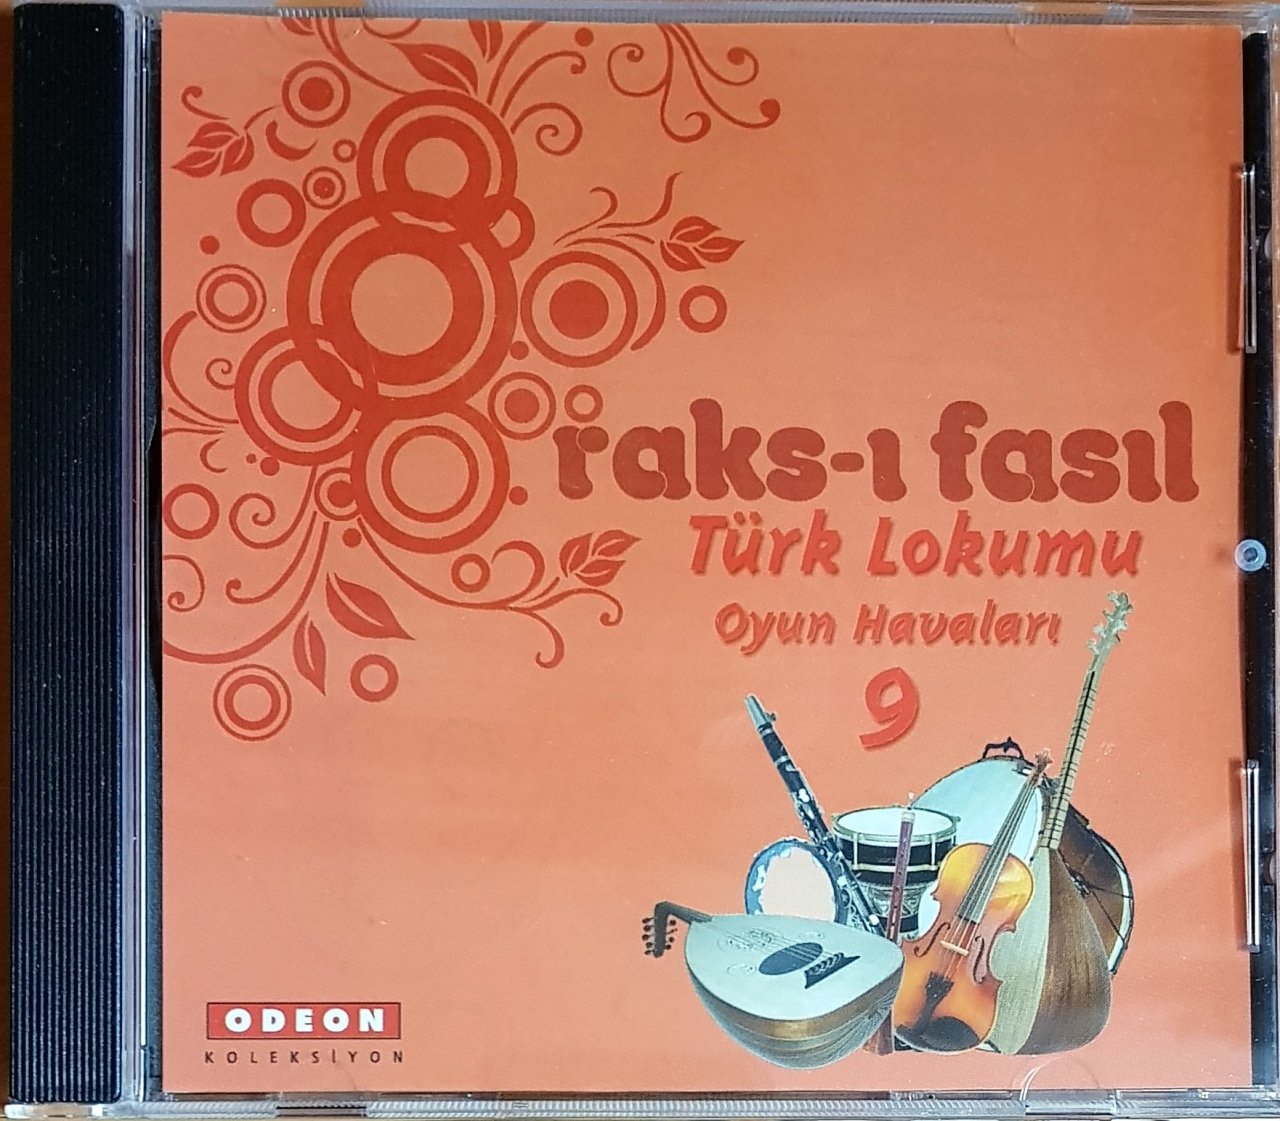 raks-ı fasıl
Türk Lokumu
Oyun Havaları
9
ODEON
KOLEKSİYON